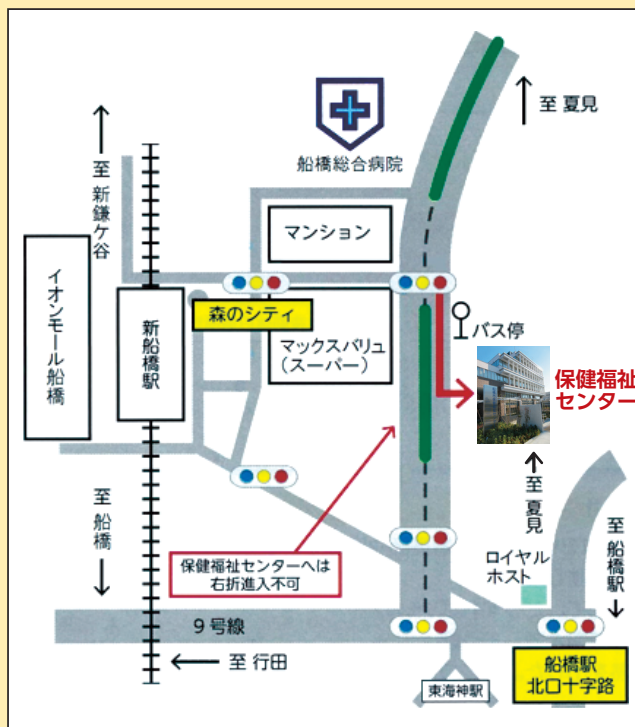 至 夏見
船橋総合病院
至 新鎌ケ谷
マンション
イオンモール船橋
新船橋駅
森のシティ
マックスバリュ
(スーパー)
バス停
保健福祉
センター
至 船橋
至 夏見
至 船橋駅
保健福祉センターへは
右折進入不可
ロイヤル
ホスト
9号線
至 行田
東海神駅
船橋駅
北口十字路